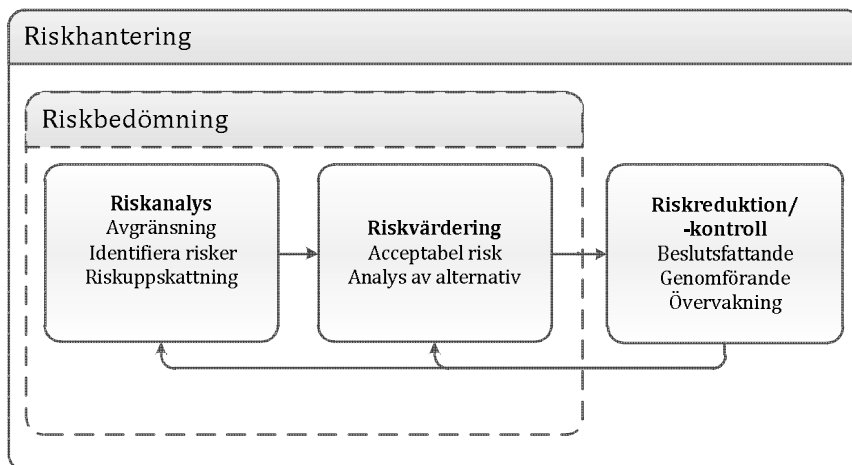 Riskhantering
Riskbedömning
Riskanalys
Avgränsning
Identifiera risker
Riskuppskattning
Riskvärdering
Acceptabel risk
Analys av alternativ
Riskreduktion/
-kontroll
Beslutsfattande
Genomförande
Övervakning